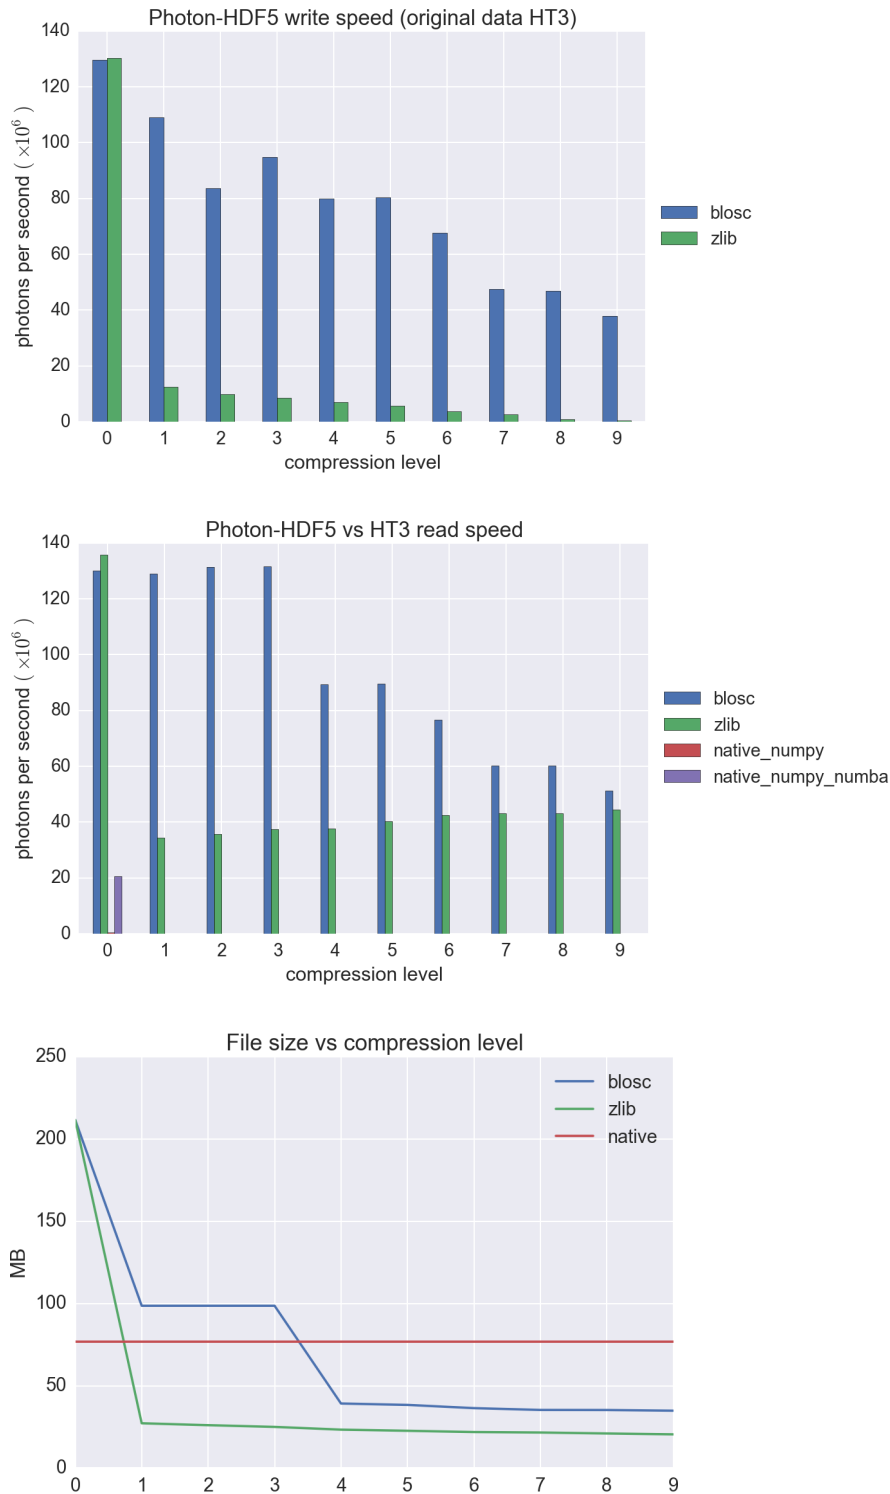 Photon-HDF5 write speed (original data HT3)
photons per second ( ×10⁶ )
140
120
100
80
60
40
20
0
0 1 2 3 4 5 6 7 8 9
compression level
blosc
zlib
Photon-HDF5 vs HT3 read speed
photons per second ( ×10⁶ )
140
120
100
80
60
40
20
0
0 1 2 3 4 5 6 7 8 9
compression level
blosc
zlib
native_numpy
native_numpy_numba
File size vs compression level
MB
250
200
150
100
50
0
0 1 2 3 4 5 6 7 8 9
blosc
zlib
native